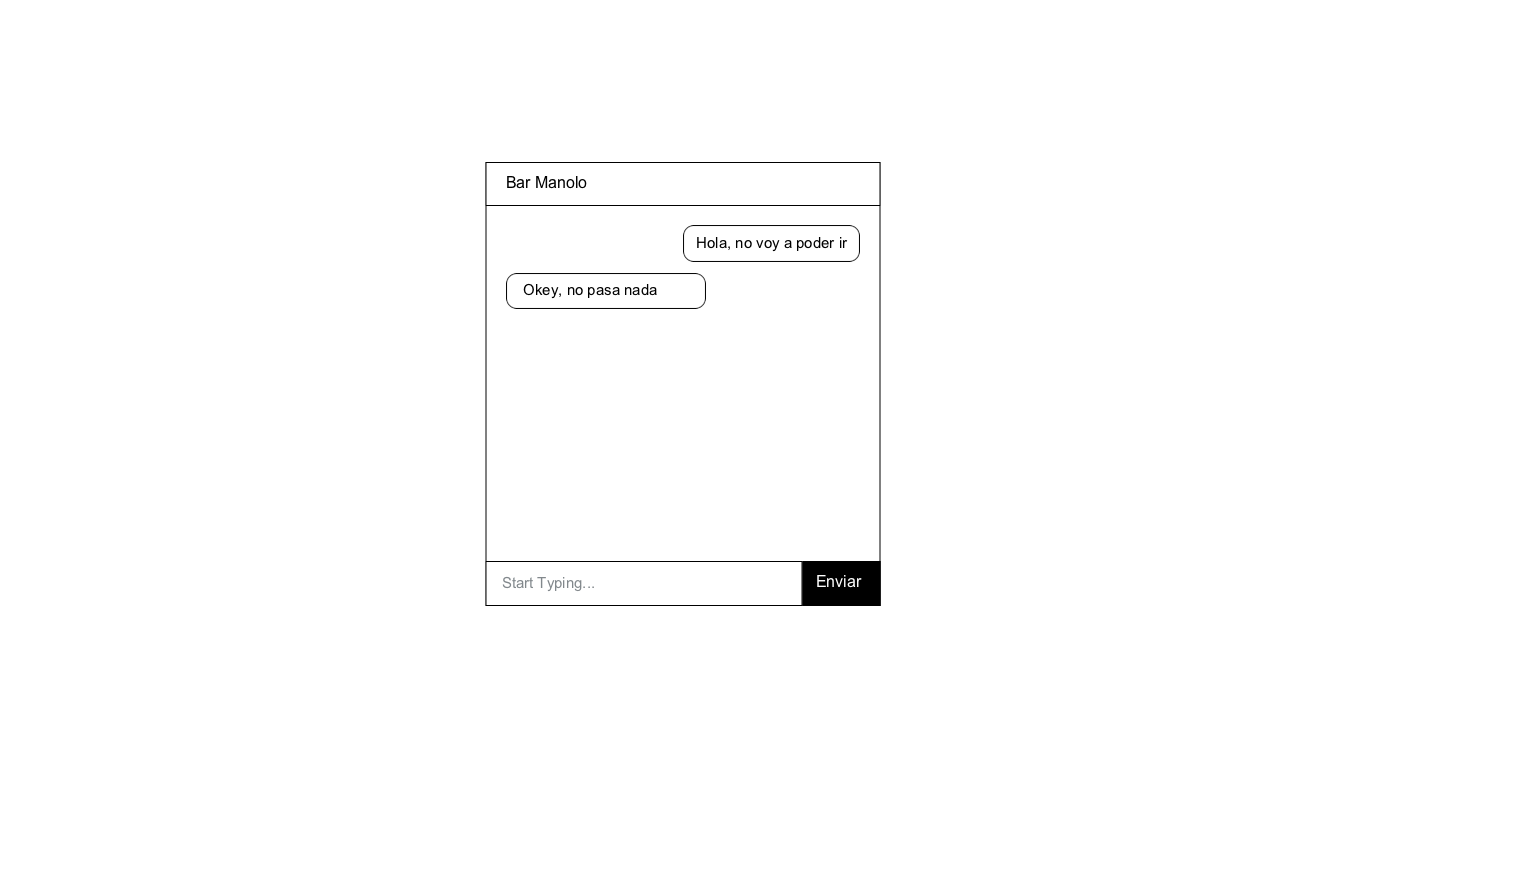 Bar Manolo
Hola, no voy a poder ir
Okey, no pasa nada
Start Typing...
Enviar